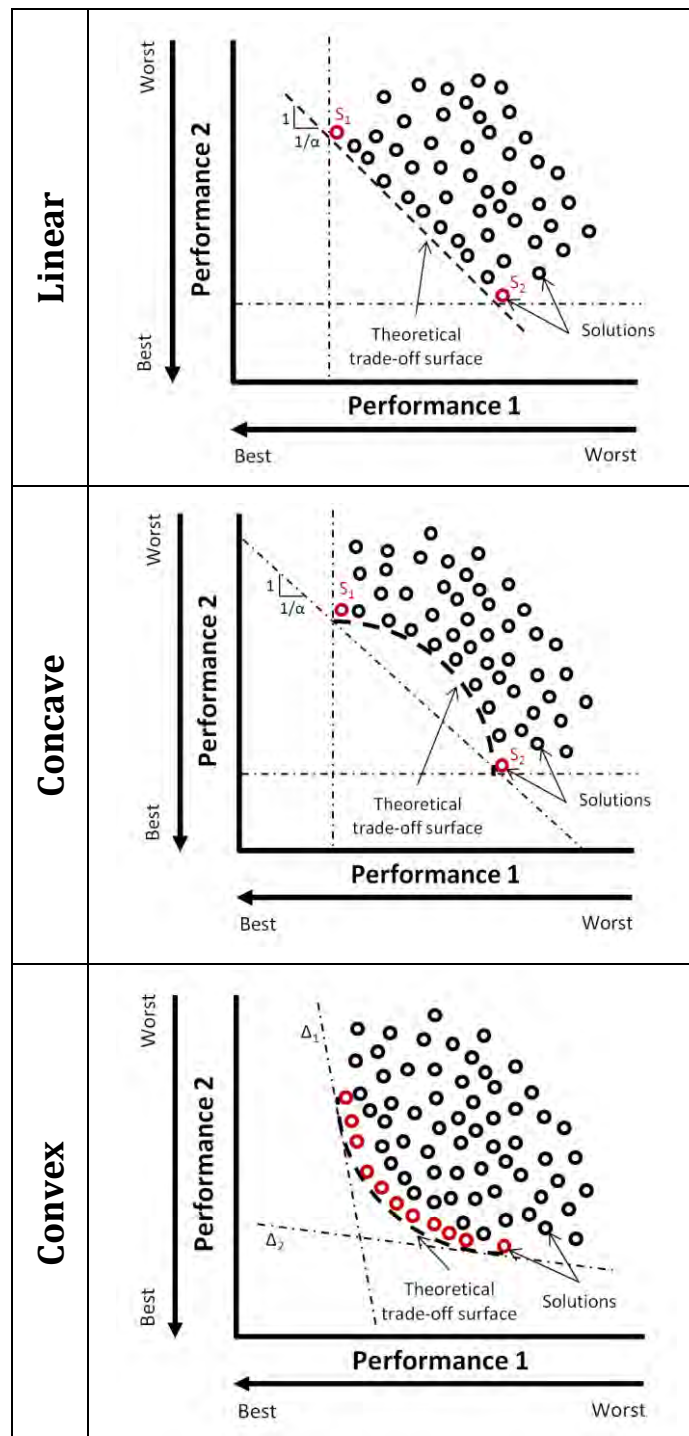 Linear
Worst
Performance 2
Best
1
1/α
S1
S2
Theoretical
trade-off surface
Solutions
Performance 1
Best
Worst
Concave
Worst
Performance 2
Best
1
1/α
S1
S2
Theoretical
trade-off surface
Solutions
Performance 1
Best
Worst
Convex
Worst
Performance 2
Best
Δ1
Δ2
Theoretical
trade-off surface
Solutions
Performance 1
Best
Worst